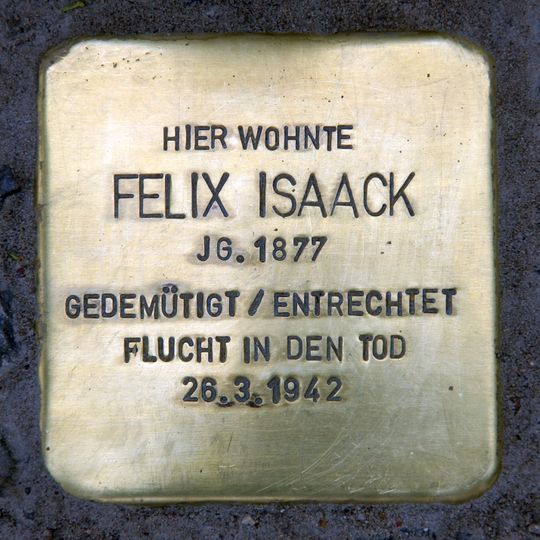 HIER WOHNTE
FELIX ISAACK
JG. 1877
GEDEMÜTIGT / ENTRECHTET
FLUCHT IN DEN TOD
26.3.1942